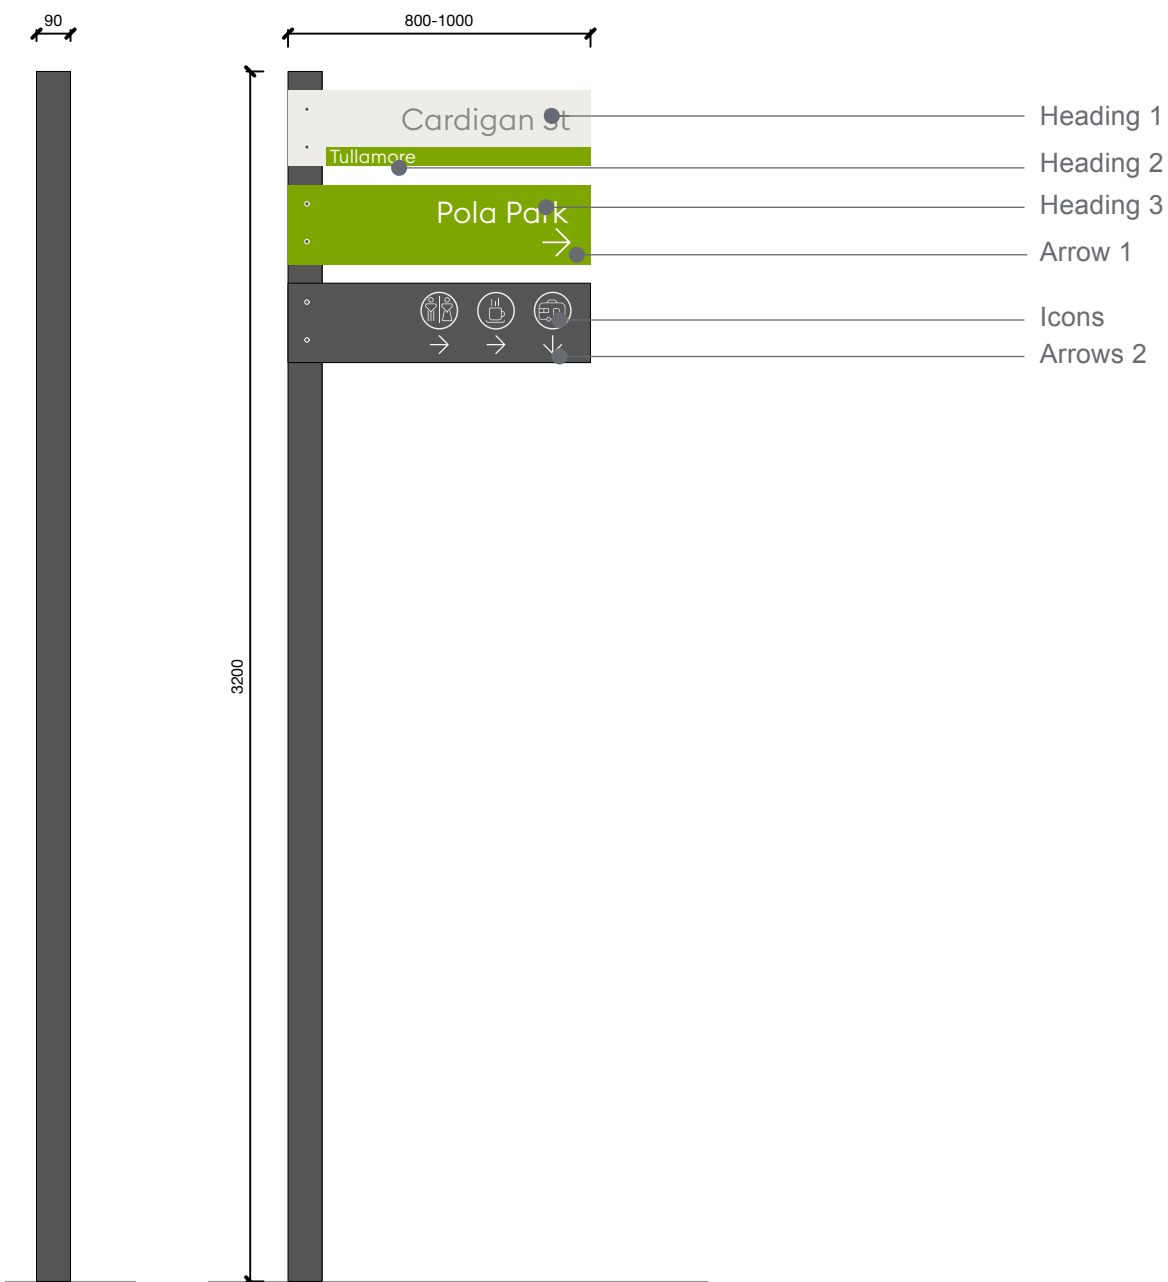 90
800-1000
Cardigan St
Heading 1
Tullamore
Heading 2
Pola Park
Heading 3
Arrow 1
Icons
Arrows 2
3200